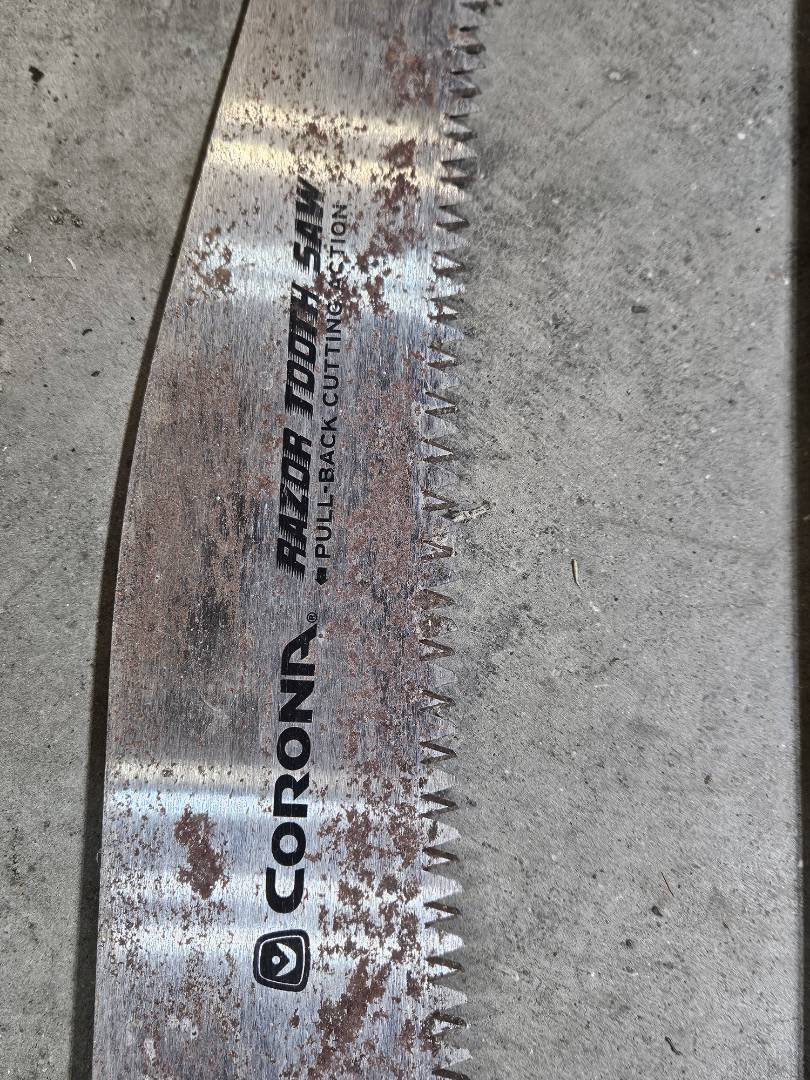 CORONA®
RAZOR TOOTH SAW
PULL-BACK CUTTING ACTION